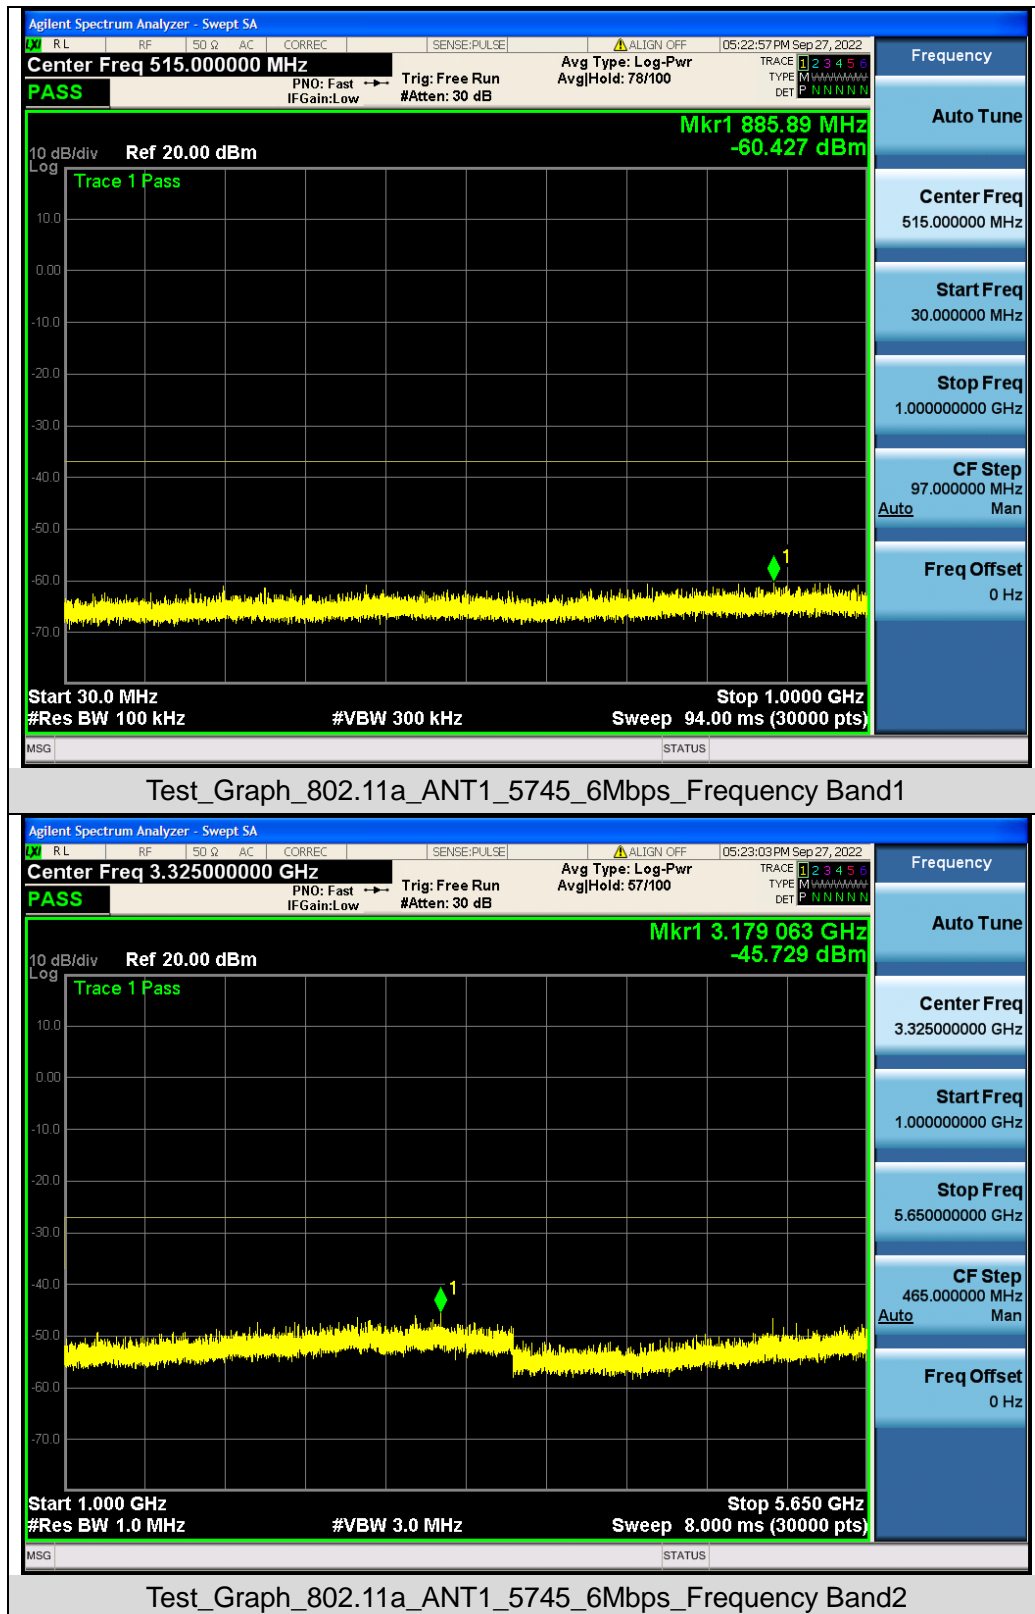 Agilent Spectrum Analyzer - Swept SA
LXI RL RF 50 Ω AC CORREC SENSE:PULSE ALIGN OFF 05:22:57 PM Sep 27, 2022
Center Freq 515.000000 MHz
PASS
PNO: Fast
IFGain:Low
Trig: Free Run
#Atten: 30 dB
Avg Type: Log-Pwr
Avg|Hold: 78/100
TRACE 1 2 3 4 5 6
TYPE M
DET P N N N N N
Mkr1 885.89 MHz
-60.427 dBm
10 dB/div Ref 20.00 dBm
Log
Trace 1 Pass
10.0
0.00
-10.0
-20.0
-30.0
-40.0
-50.0
-60.0
-70.0
1
Start 30.0 MHz Stop 1.0000 GHz
#Res BW 100 kHz #VBW 300 kHz Sweep 94.00 ms (30000 pts)
MSG STATUS
Frequency
Auto Tune
Center Freq
515.000000 MHz
Start Freq
30.000000 MHz
Stop Freq
1.000000000 GHz
CF Step
97.000000 MHz
Auto Man
Freq Offset
0 Hz
Test_Graph_802.11a_ANT1_5745_6Mbps_Frequency Band1
Agilent Spectrum Analyzer - Swept SA
LXI RL RF 50 Ω AC CORREC SENSE:PULSE ALIGN OFF 05:23:03 PM Sep 27, 2022
Center Freq 3.325000000 GHz
PASS
PNO: Fast
IFGain:Low
Trig: Free Run
#Atten: 30 dB
Avg Type: Log-Pwr
Avg|Hold: 57/100
TRACE 1 2 3 4 5 6
TYPE M
DET P N N N N N
Mkr1 3.179 063 GHz
-45.729 dBm
10 dB/div Ref 20.00 dBm
Log
Trace 1 Pass
10.0
0.00
-10.0
-20.0
-30.0
-40.0
-50.0
-60.0
-70.0
1
Start 1.000 GHz Stop 5.650 GHz
#Res BW 1.0 MHz #VBW 3.0 MHz Sweep 8.000 ms (30000 pts)
MSG STATUS
Frequency
Auto Tune
Center Freq
3.325000000 GHz
Start Freq
1.000000000 GHz
Stop Freq
5.650000000 GHz
CF Step
465.000000 MHz
Auto Man
Freq Offset
0 Hz
Test_Graph_802.11a_ANT1_5745_6Mbps_Frequency Band2